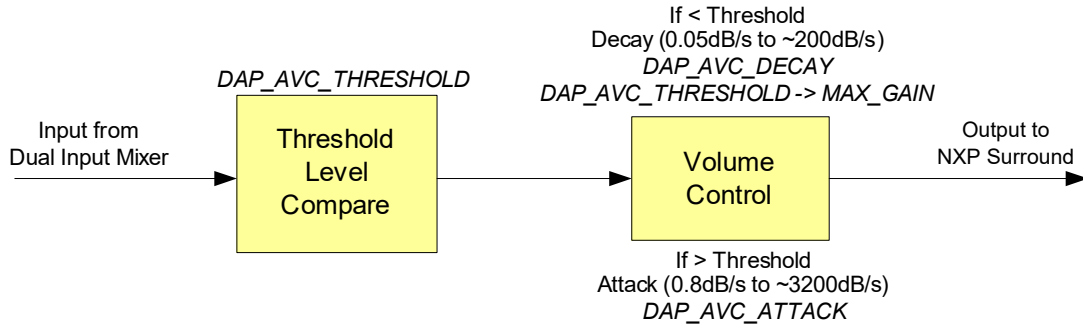 If < Threshold
Decay (0.05dB/s to ~200dB/s)
DAP_AVC_DECAY
DAP_AVC_THRESHOLD -> MAX_GAIN
DAP_AVC_THRESHOLD
Input from
Dual Input Mixer
Threshold
Level
Compare
Volume
Control
Output to
NXP Surround
If > Threshold
Attack (0.8dB/s to ~3200dB/s)
DAP_AVC_ATTACK